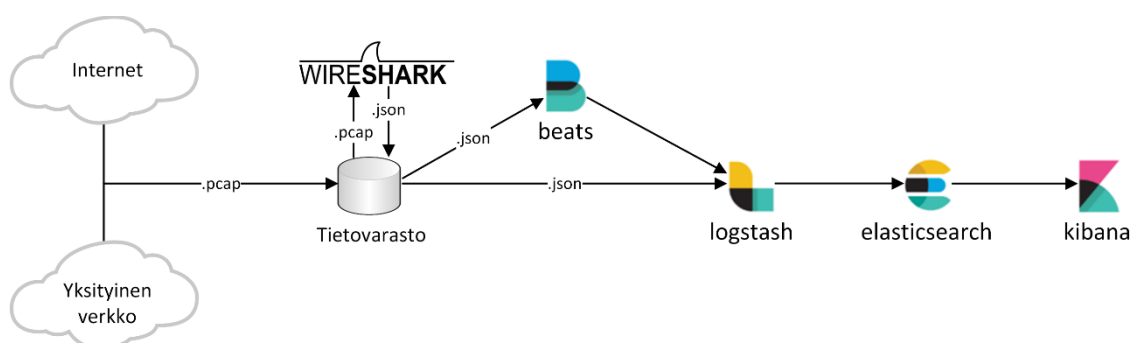 Internet
WIRESHARK
.json
.pcap
.json
beats
.pcap
.json
Tietovarasto
logstash
elasticsearch
kibana
Yksityinen
verkko